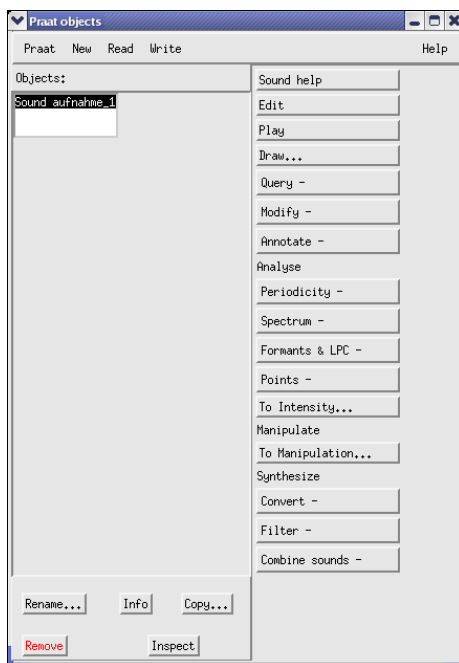 Praat objects
Praat New Read Write Help
Objects:
Sound aufnahme_1
Sound help
Edit
Play
Draw...
Query -
Modify -
Annotate -
Analyse
Periodicity -
Spectrum -
Formants & LPC -
Points -
To Intensity...
Manipulate
To Manipulation...
Synthesize
Convert -
Filter -
Combine sounds -
Rename... Info Copy...
Remove Inspect